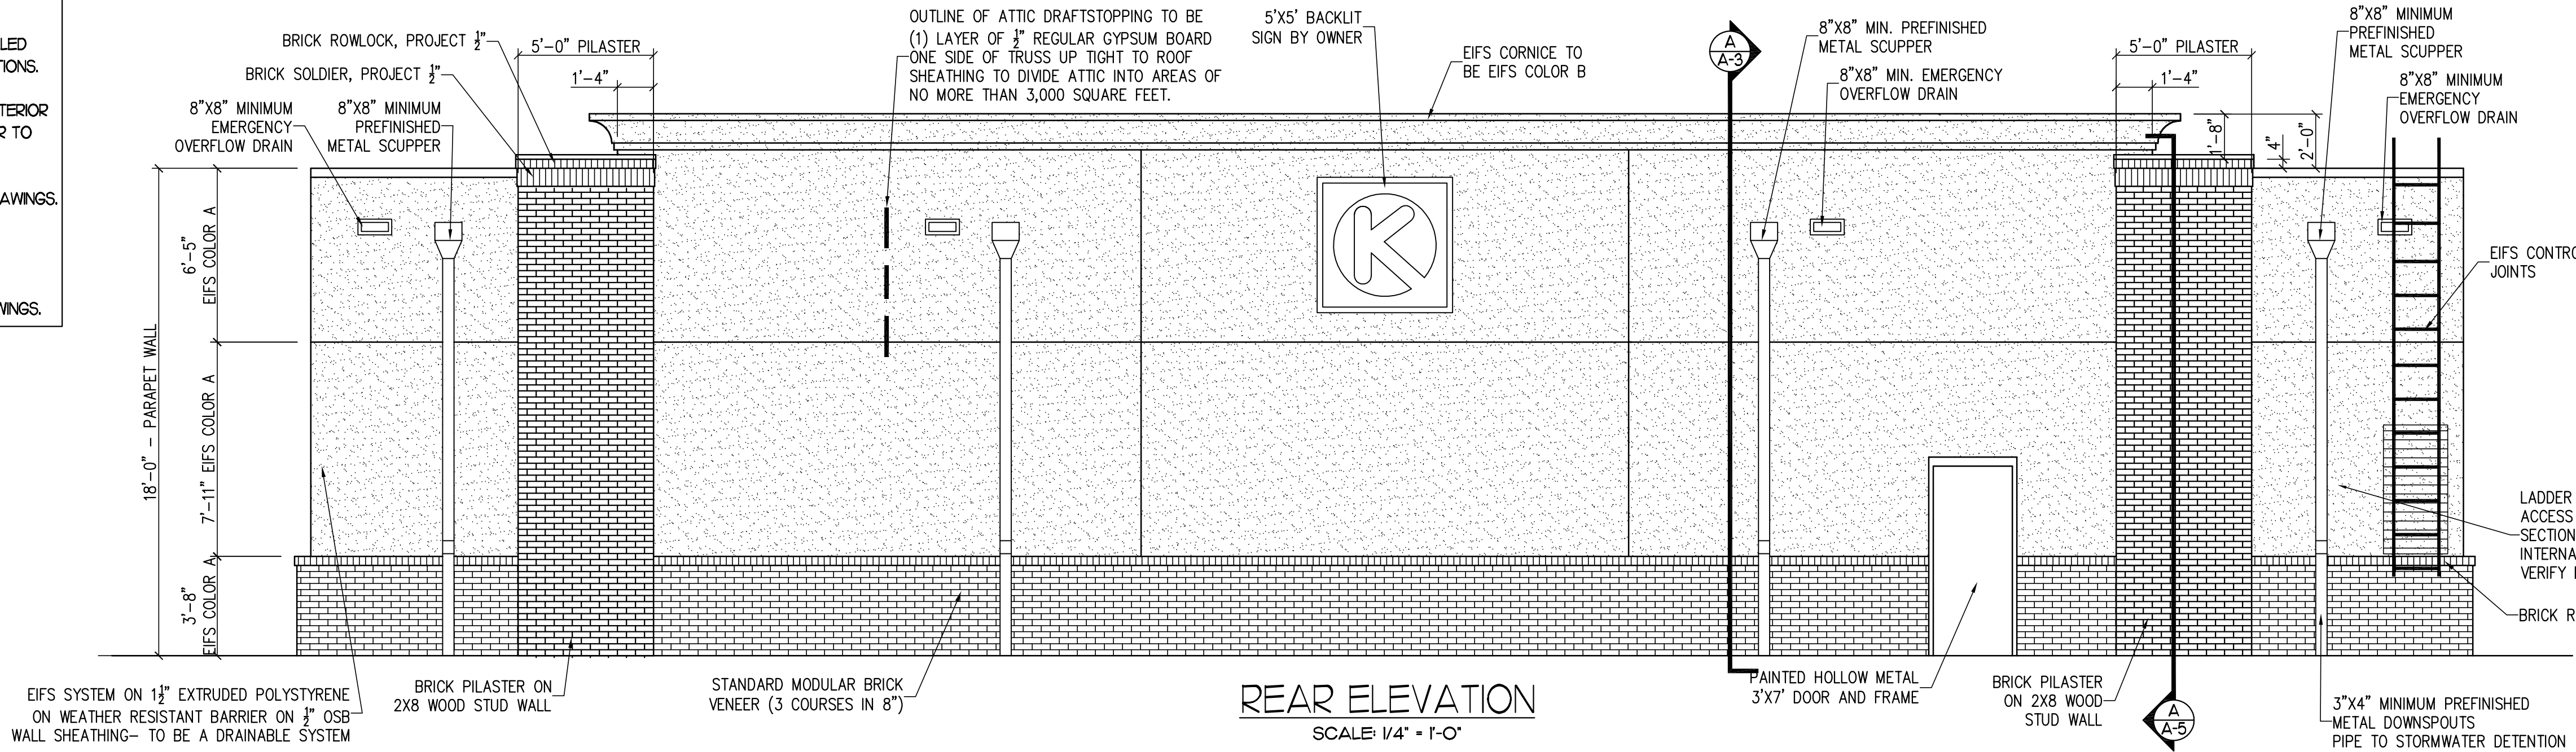 LED
TIONS.
TERIOR
R TO
AWINGS.
WINGS.
BRICK ROWLOCK, PROJECT ½"
BRICK SOLDIER, PROJECT ½"
8"X8" MINIMUM
EMERGENCY
OVERFLOW DRAIN
8"X8" MINIMUM
PREFINISHED
METAL SCUPPER
5'-0" PILASTER
1'-4"
OUTLINE OF ATTIC DRAFTSTOPPING TO BE
(1) LAYER OF ½" REGULAR GYPSUM BOARD
ONE SIDE OF TRUSS UP TIGHT TO ROOF
SHEATHING TO DIVIDE ATTIC INTO AREAS OF
NO MORE THAN 3,000 SQUARE FEET.
5'X5' BACKLIT
SIGN BY OWNER
EIFS CORNICE TO
BE EIFS COLOR B
A
A-3
8"X8" MIN. PREFINISHED
METAL SCUPPER
8"X8" MIN. EMERGENCY
OVERFLOW DRAIN
5'-0" PILASTER
1'-4"
8"X8" MINIMUM
PREFINISHED
METAL SCUPPER
8"X8" MINIMUM
EMERGENCY
OVERFLOW DRAIN
1'-8"
4"
2'-0"
K
18'-0" - PARAPET WALL
6'-5"
EIFS COLOR A
7'-11" EIFS COLOR A
3'-8"
EIFS COLOR A
EIFS CONTRO
JOINTS
LADDER
ACCESS
SECTION
INTERNA
VERIFY
BRICK R
EIFS SYSTEM ON 1½" EXTRUDED POLYSTYRENE
ON WEATHER RESISTANT BARRIER ON ½" OSB
WALL SHEATHING- TO BE A DRAINABLE SYSTEM
BRICK PILASTER ON
2X8 WOOD STUD WALL
STANDARD MODULAR BRICK
VENEER (3 COURSES IN 8")
REAR ELEVATION
SCALE: 1/4" = 1'-0"
PAINTED HOLLOW METAL
3'X7' DOOR AND FRAME
BRICK PILASTER
ON 2X8 WOOD
STUD WALL
A
A-5
3"X4" MINIMUM PREFINISHED
METAL DOWNSPOUTS
PIPE TO STORMWATER DETENTION